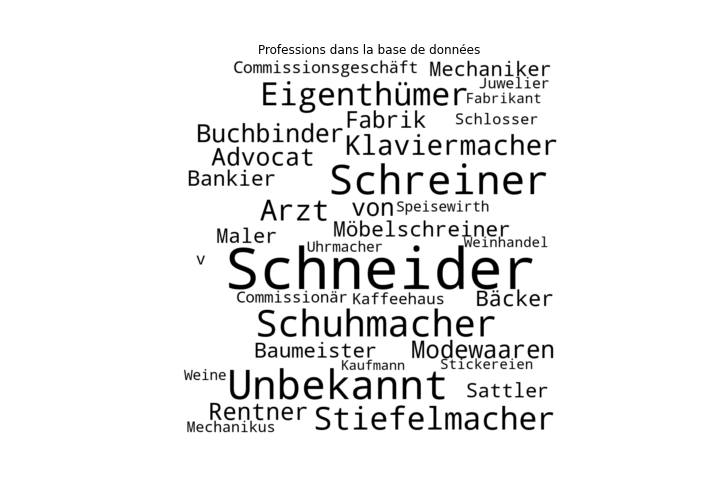 Professions dans la base de données
Commissionsgeschäft Mechaniker
Juwelier
Eigenthümer Fabrikant
Fabrik Schlosser
Buchbinder Klaviermacher
Advocat
Bankier Schreiner
Arzt von Speisewirth
Maler Möbelschreiner
Uhrmacher Weinhandel
v Schneider
Commissionär Kaffeehaus Bäcker
Schuhmacher
Baumeister Modewaaren
Kaufmann Stickereien
Weine Unbekannt Sattler
Rentner Stiefelmacher
Mechanikus